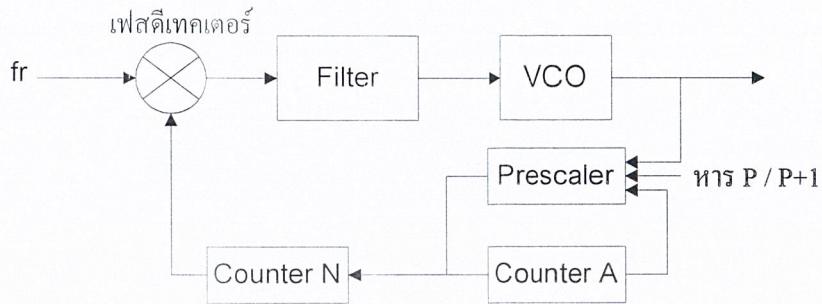 เฟสดีเทคเตอร์
fr
Filter
VCO
Prescaler
หาร P / P+1
Counter N
Counter A